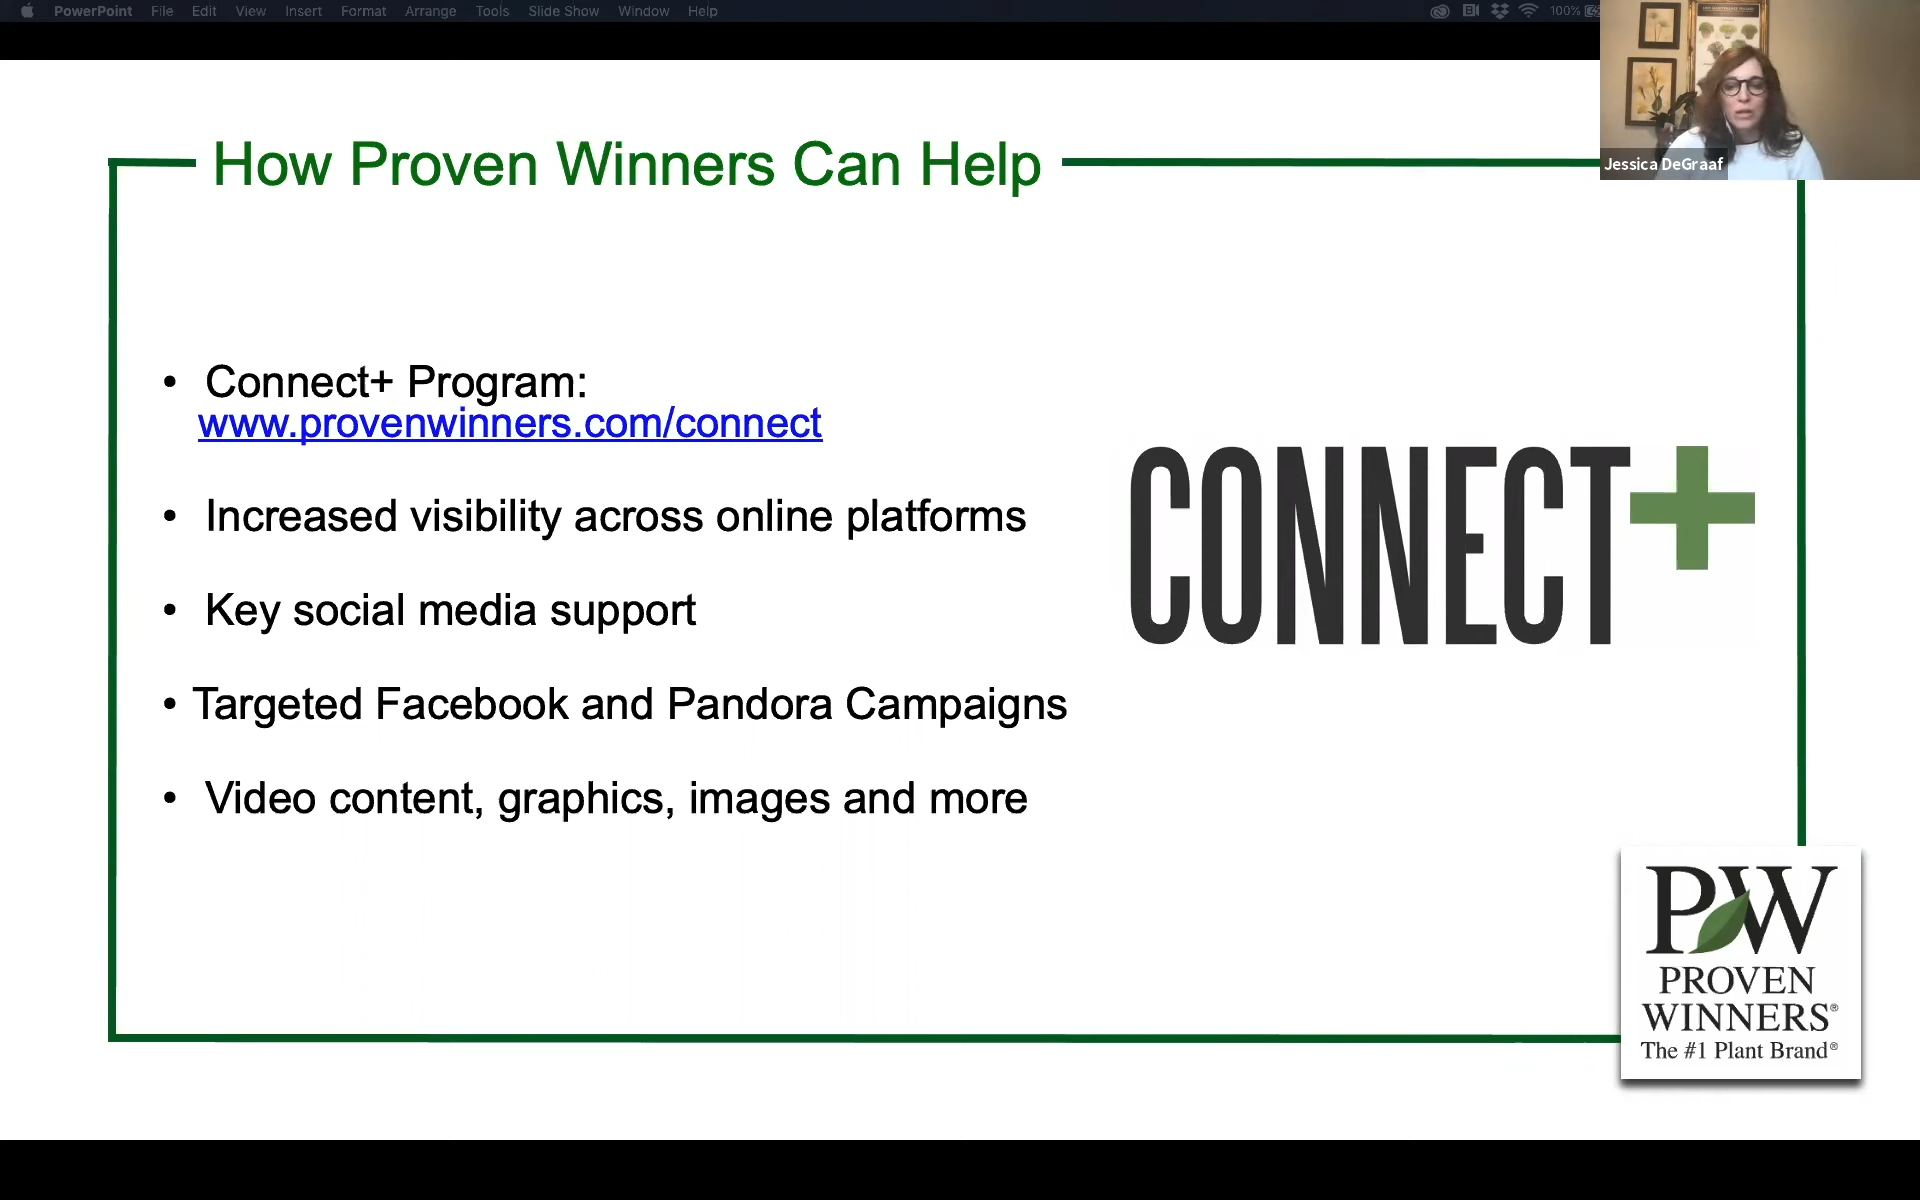 PowerPoint File Edit View Insert Format Arrange Tools Slide Show Window Help 100%
Jessica DeGraaf
How Proven Winners Can Help
• Connect+ Program:
www.provenwinners.com/connect
• Increased visibility across online platforms
• Key social media support
• Targeted Facebook and Pandora Campaigns
• Video content, graphics, images and more
CONNECT+
PW
PROVEN
WINNERS®
The #1 Plant Brand®